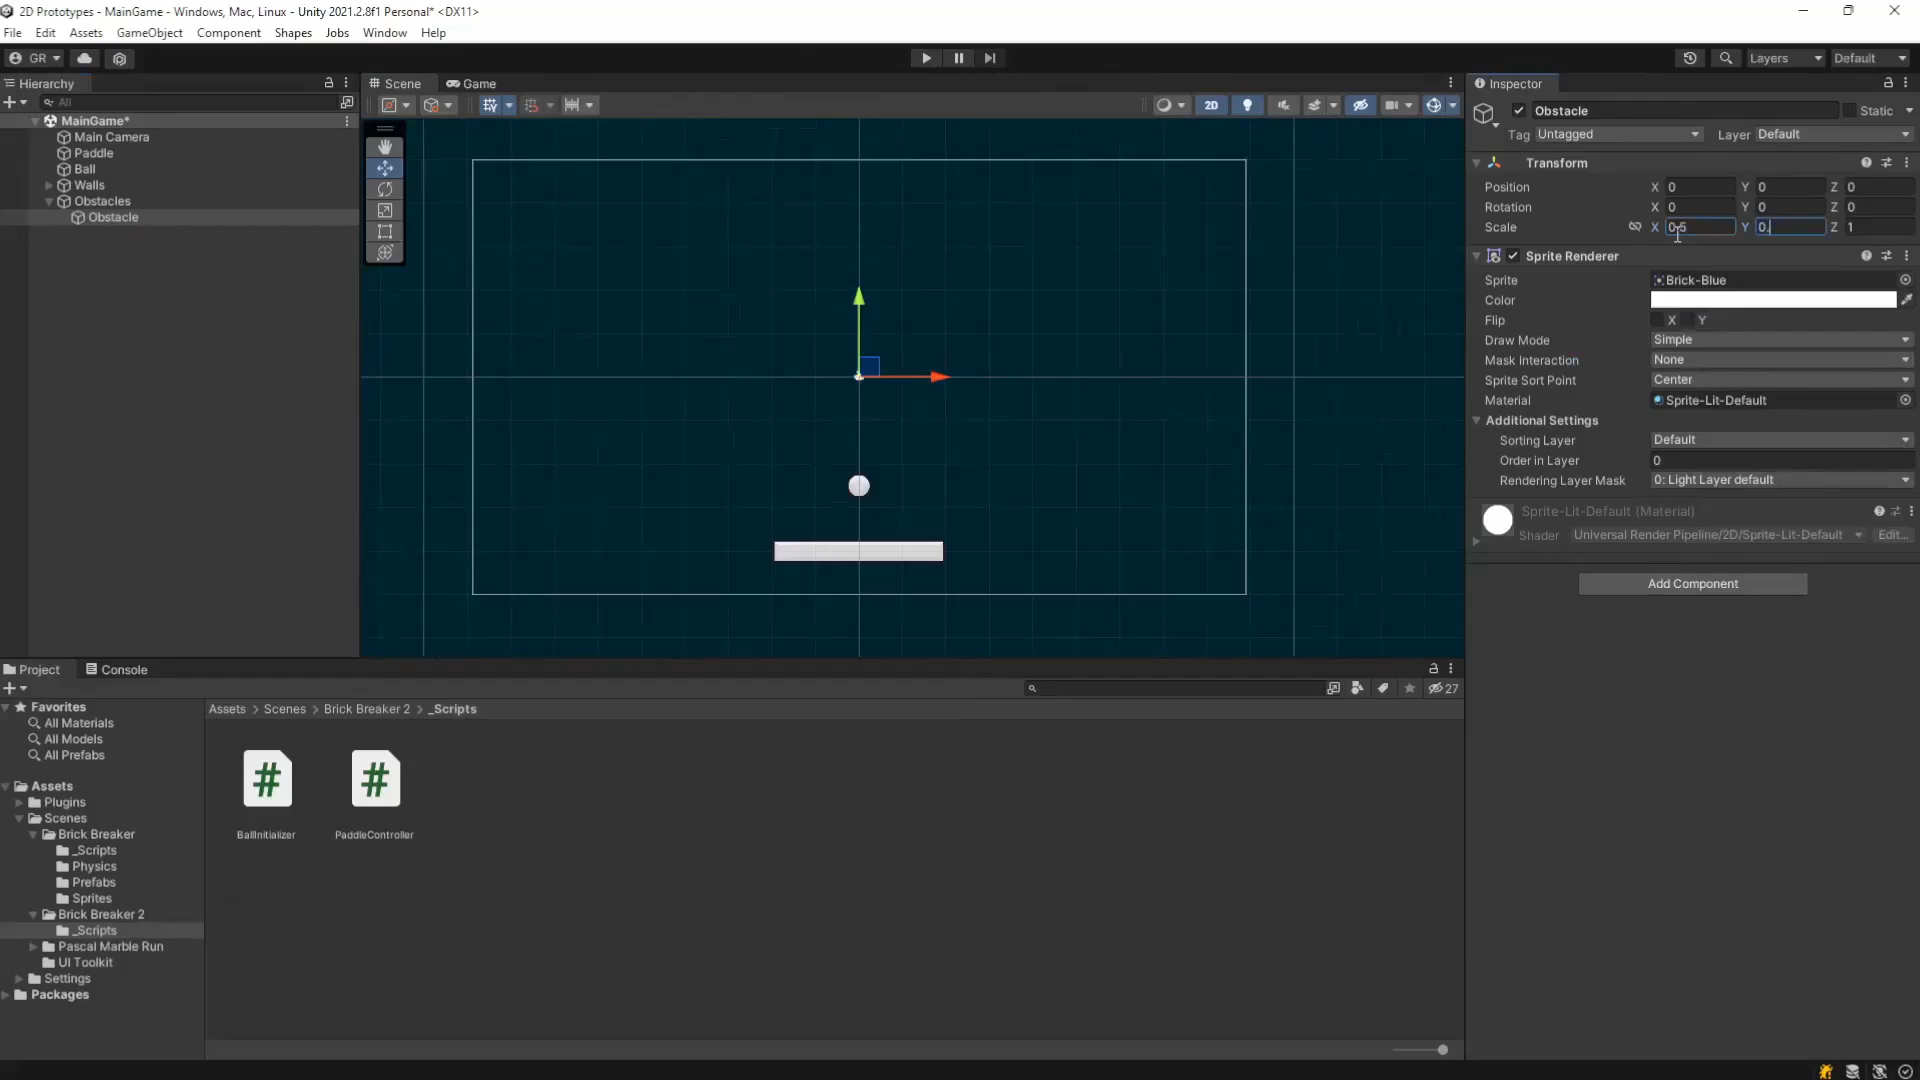 2D Prototypes - MainGame - Windows, Mac, Linux - Unity 2021.2.8f1 Personal* <DX11>
File Edit Assets GameObject Component Shapes Jobs Window Help
GR Layers Default
Hierarchy
All
MainGame*
Main Camera
Paddle
Ball
Walls
Obstacles
Obstacle
Scene Game
2D
Inspector
Obstacle Static
Tag Untagged Layer Default
Transform
Position X 0 Y 0 Z 0
Rotation X 0 Y 0 Z 0
Scale X 0.5 Y 0. Z 1
Sprite Renderer
Sprite Brick-Blue
Color
Flip X Y
Draw Mode Simple
Mask Interaction None
Sprite Sort Point Center
Material Sprite-Lit-Default
Additional Settings
Sorting Layer Default
Order in Layer 0
Rendering Layer Mask 0: Light Layer default
Sprite-Lit-Default (Material)
Shader Universal Render Pipeline/2D/Sprite-Lit-Default Edit...
Add Component
Project Console
27
Favorites
All Materials
All Models
All Prefabs
Assets
Plugins
Scenes
Brick Breaker
_Scripts
Physics
Prefabs
Sprites
Brick Breaker 2
_Scripts
Pascal Marble Run
UI Toolkit
Settings
Packages
Assets > Scenes > Brick Breaker 2 > _Scripts
BallInitializer PaddleController